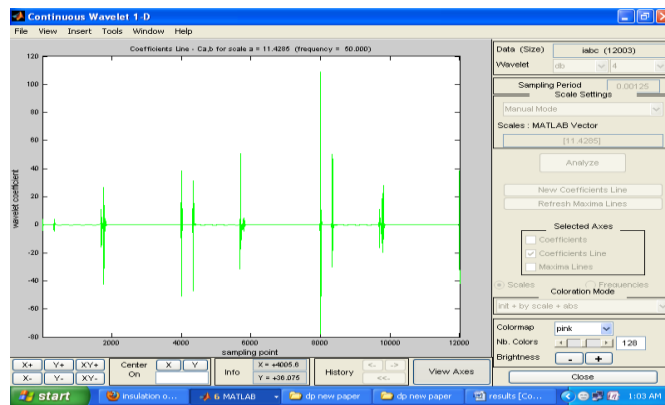 Continuous Wavelet 1-D
File View Insert Tools Window Help
Coefficients Line - Ca,b for scale a = 11.4285 (frequency = 50.000)
120
100
80
60
40
20
0
-20
-40
-60
-80
2000 4000 6000 8000 10000 12000
wavelet coefficient
sampling point
Data (Size) iabc (12003)
Wavelet db 4
Sampling Period 0.00125
Scale Settings
Manual Mode
Scales : MATLAB Vector
[11.4285]
Analyze
New Coefficients Line
Refresh Maxima Lines
Selected Axes
Coefficients
Coefficients Line
Maxima Lines
Scales Frequencies
Coloration Mode
init + by scale + abs
Colormap pink
Nb. Colors 128
Brightness - +
Close
X+ Y+ XY+
X- Y- XY-
Center On X Y
Info X = +4005.6
Y = +36.075
History <- ->
<<-
View Axes
start insulation o... 6 MATLAB dp new paper dp new paper results [Co... 1:03 AM